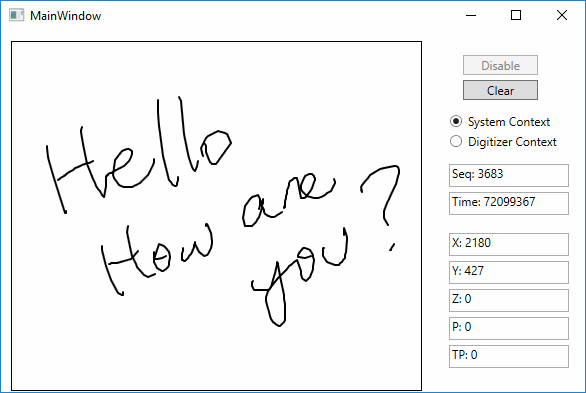 MainWindow
Hello
How are
you?
Disable
Clear
System Context
Digitizer Context
Seq: 3683
Time: 72099367
X: 2180
Y: 427
Z: 0
P: 0
TP: 0